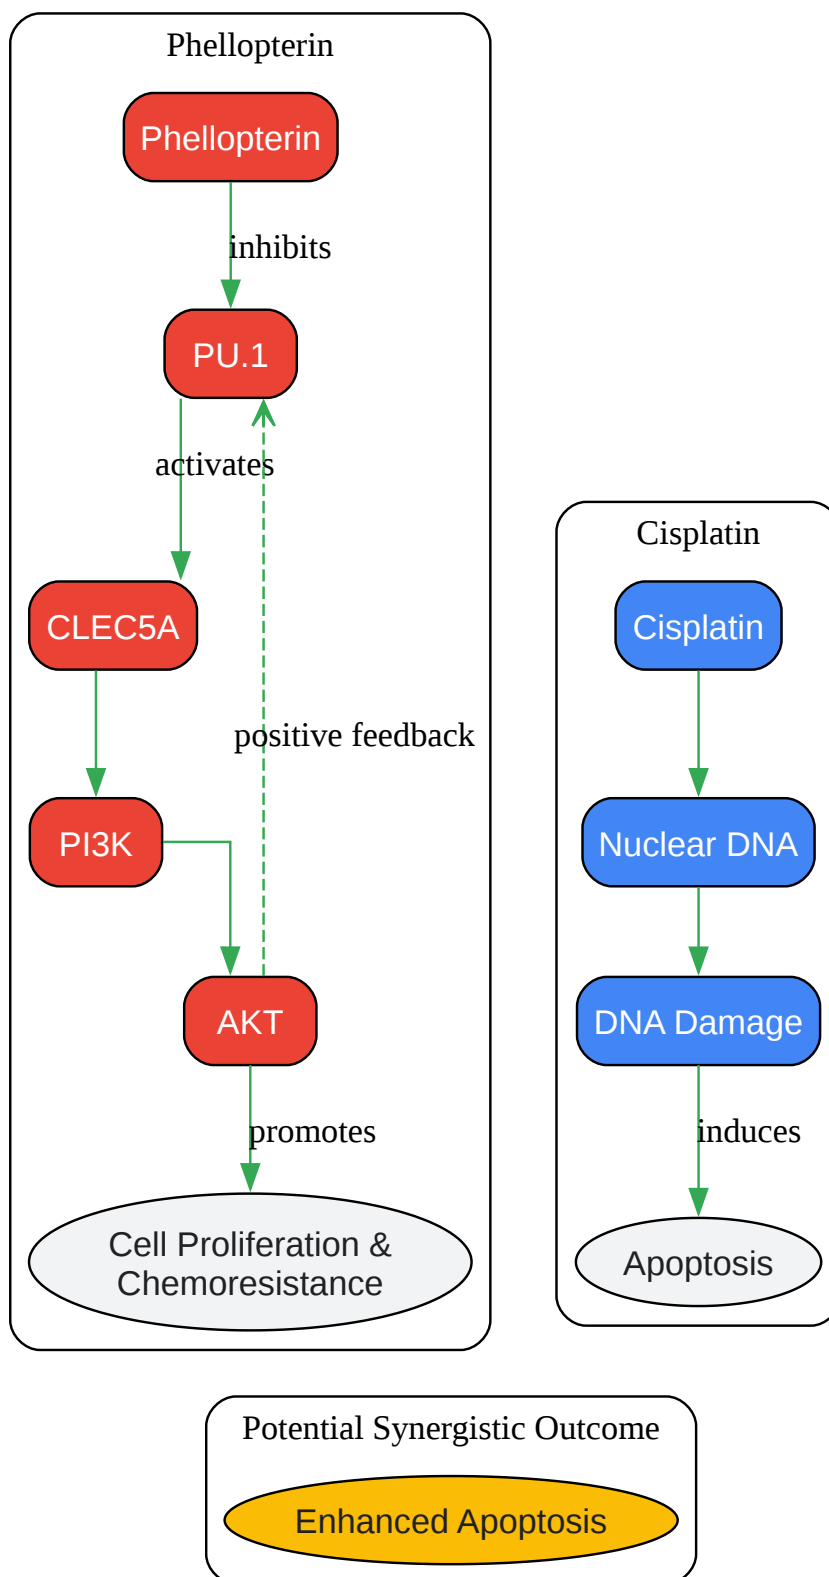 Phellopterin
Phellopterin
inhibits
PU.1
activates
CLEC5A
positive feedback
PI3K
AKT
promotes
Cell Proliferation &
Chemoresistance
Cisplatin
Cisplatin
Nuclear DNA
DNA Damage
induces
Apoptosis
Potential Synergistic Outcome
Enhanced Apoptosis